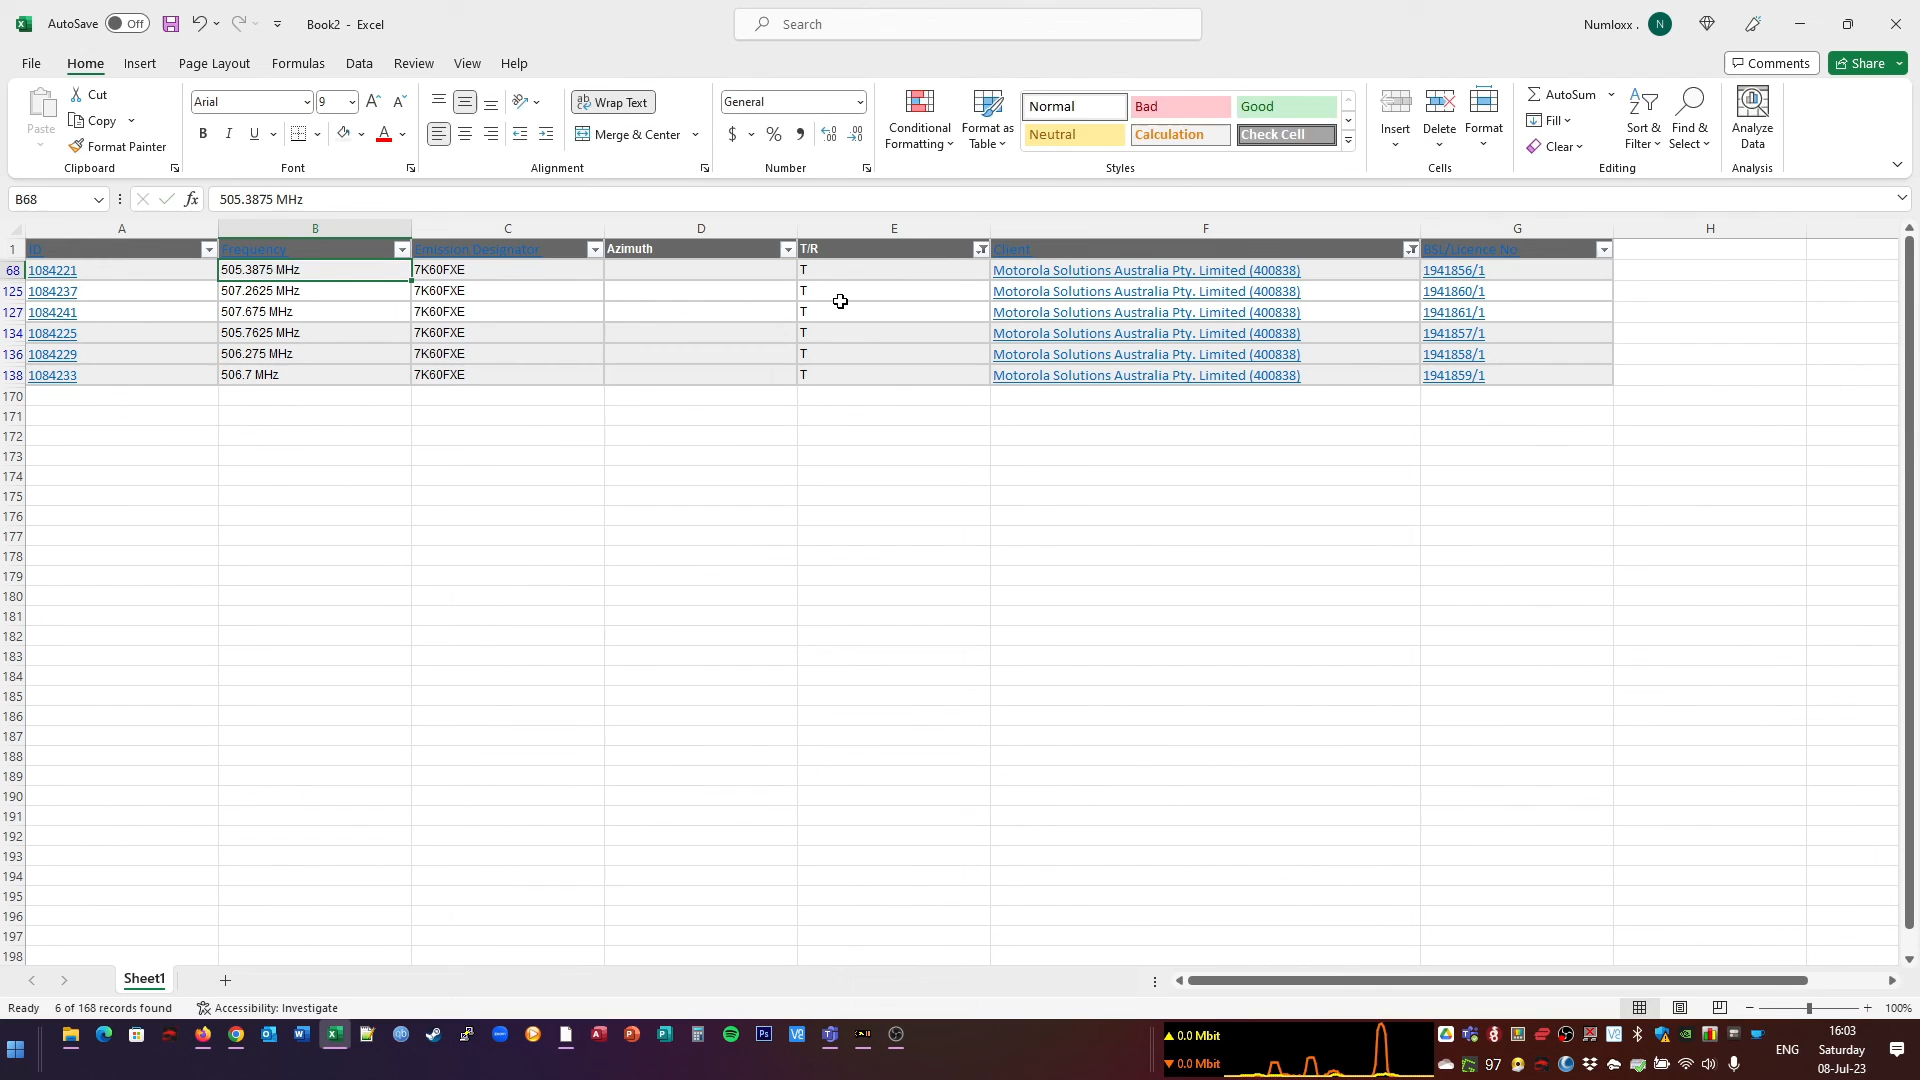 AutoSave Off Book2 - Excel Search Numloxx . N
File Home Insert Page Layout Formulas Data Review View Help Comments Share
Paste Cut Copy Format Painter Clipboard
Arial 9 B I U A Font
Wrap Text Merge & Center Alignment
General $ % , Number
Conditional Formatting Format as Table
Normal Bad Good
Neutral Calculation Check Cell
Styles
Insert Delete Format Cells
AutoSum Fill Clear Sort & Filter Find & Select Editing
Analyze Data Analysis
B68 fx 505.3875 MHz
A B C D E F G H
1 ID Frequency Emission Designator Azimuth T/R Client BSL/Licence No
68 1084221 505.3875 MHz 7K60FXE T Motorola Solutions Australia Pty. Limited (400838) 1941856/1
125 1084237 507.2625 MHz 7K60FXE T Motorola Solutions Australia Pty. Limited (400838) 1941860/1
127 1084241 507.675 MHz 7K60FXE T Motorola Solutions Australia Pty. Limited (400838) 1941861/1
134 1084225 505.7625 MHz 7K60FXE T Motorola Solutions Australia Pty. Limited (400838) 1941857/1
136 1084229 506.275 MHz 7K60FXE T Motorola Solutions Australia Pty. Limited (400838) 1941858/1
138 1084233 506.7 MHz 7K60FXE T Motorola Solutions Australia Pty. Limited (400838) 1941859/1
170
171
172
173
174
175
176
177
178
179
180
181
182
183
184
185
186
187
188
189
190
191
192
193
194
195
196
197
198
Sheet1
Ready 6 of 168 records found Accessibility: Investigate 100%
0.0 Mbit
0.0 Mbit
97
ENG
16:03
Saturday
08-Jul-23